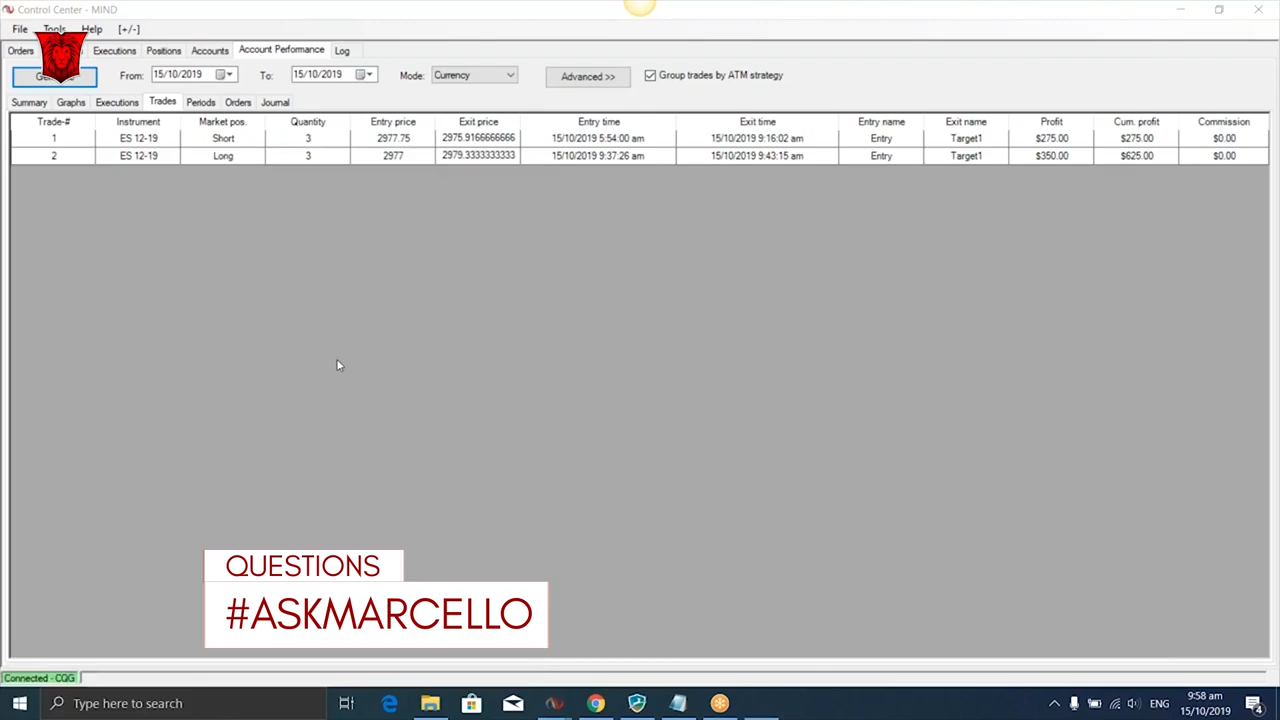 Control Center - MIND
File Tools Help [+/-]
Orders Executions Positions Accounts Account Performance Log
From: 15/10/2019 To: 15/10/2019 Mode: Currency Advanced >> Group trades by ATM strategy
Summary Graphs Executions Trades Periods Orders Journal
Trade-# Instrument Market pos. Quantity Entry price Exit price Entry time Exit time Entry name Exit name Profit Cum. profit Commission
1 ES 12-19 Short 3 2977.75 2975.9166666666 15/10/2019 5:54:00 am 15/10/2019 9:16:02 am Entry Target1 $275.00 $275.00 $0.00
2 ES 12-19 Long 3 2977 2979.3333333333 15/10/2019 9:37:26 am 15/10/2019 9:43:15 am Entry Target1 $350.00 $625.00 $0.00
QUESTIONS
#ASKMARCELLO
Connected - CQG
Type here to search
ENG
9:58 am
15/10/2019
4